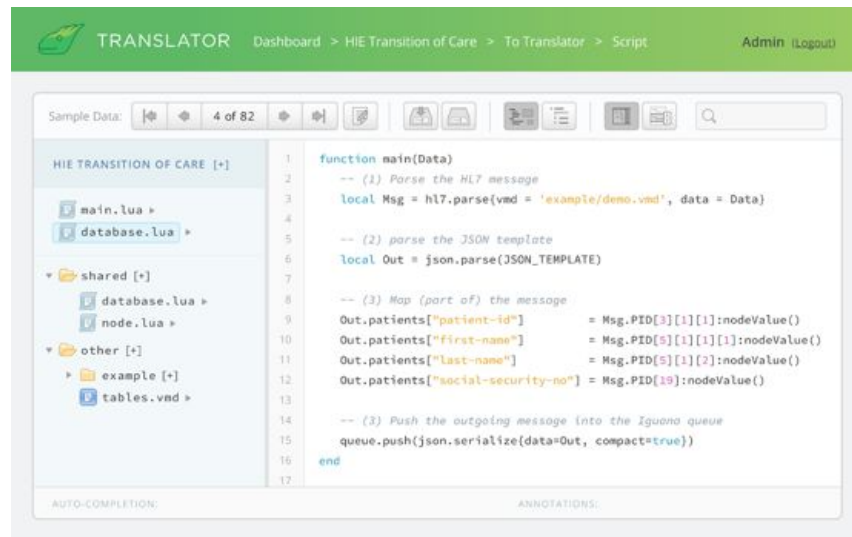 TRANSLATOR Dashboard > HIE Transition of Care > To Translator > Script Admin (Logout)
Sample Data: 4 of 82
HIE TRANSITION OF CARE [+]
main.lua
database.lua
shared [+]
database.lua
node.lua
other [+]
example [+]
tables.vmd
1 function main(Data)
2 -- (1) Parse the HL7 message
3 local Msg = hl7.parse{vmd = 'example/demo.vmd', data = Data}
4
5 -- (2) parse the JSON template
6 local Out = json.parse(JSON_TEMPLATE)
7
8 -- (3) Map (part of) the message
9 Out.patients["patient-id"] = Msg.PID[3][1][1]:nodeValue()
10 Out.patients["first-name"] = Msg.PID[5][1][1][1]:nodeValue()
11 Out.patients["last-name"] = Msg.PID[5][1][2]:nodeValue()
12 Out.patients["social-security-no"] = Msg.PID[19]:nodeValue()
13
14 -- (3) Push the outgoing message into the Iguana queue
15 queue.push(json.serialize{data=Out, compact=true})
16 end
17
AUTO-COMPLETION: ANNOTATIONS: